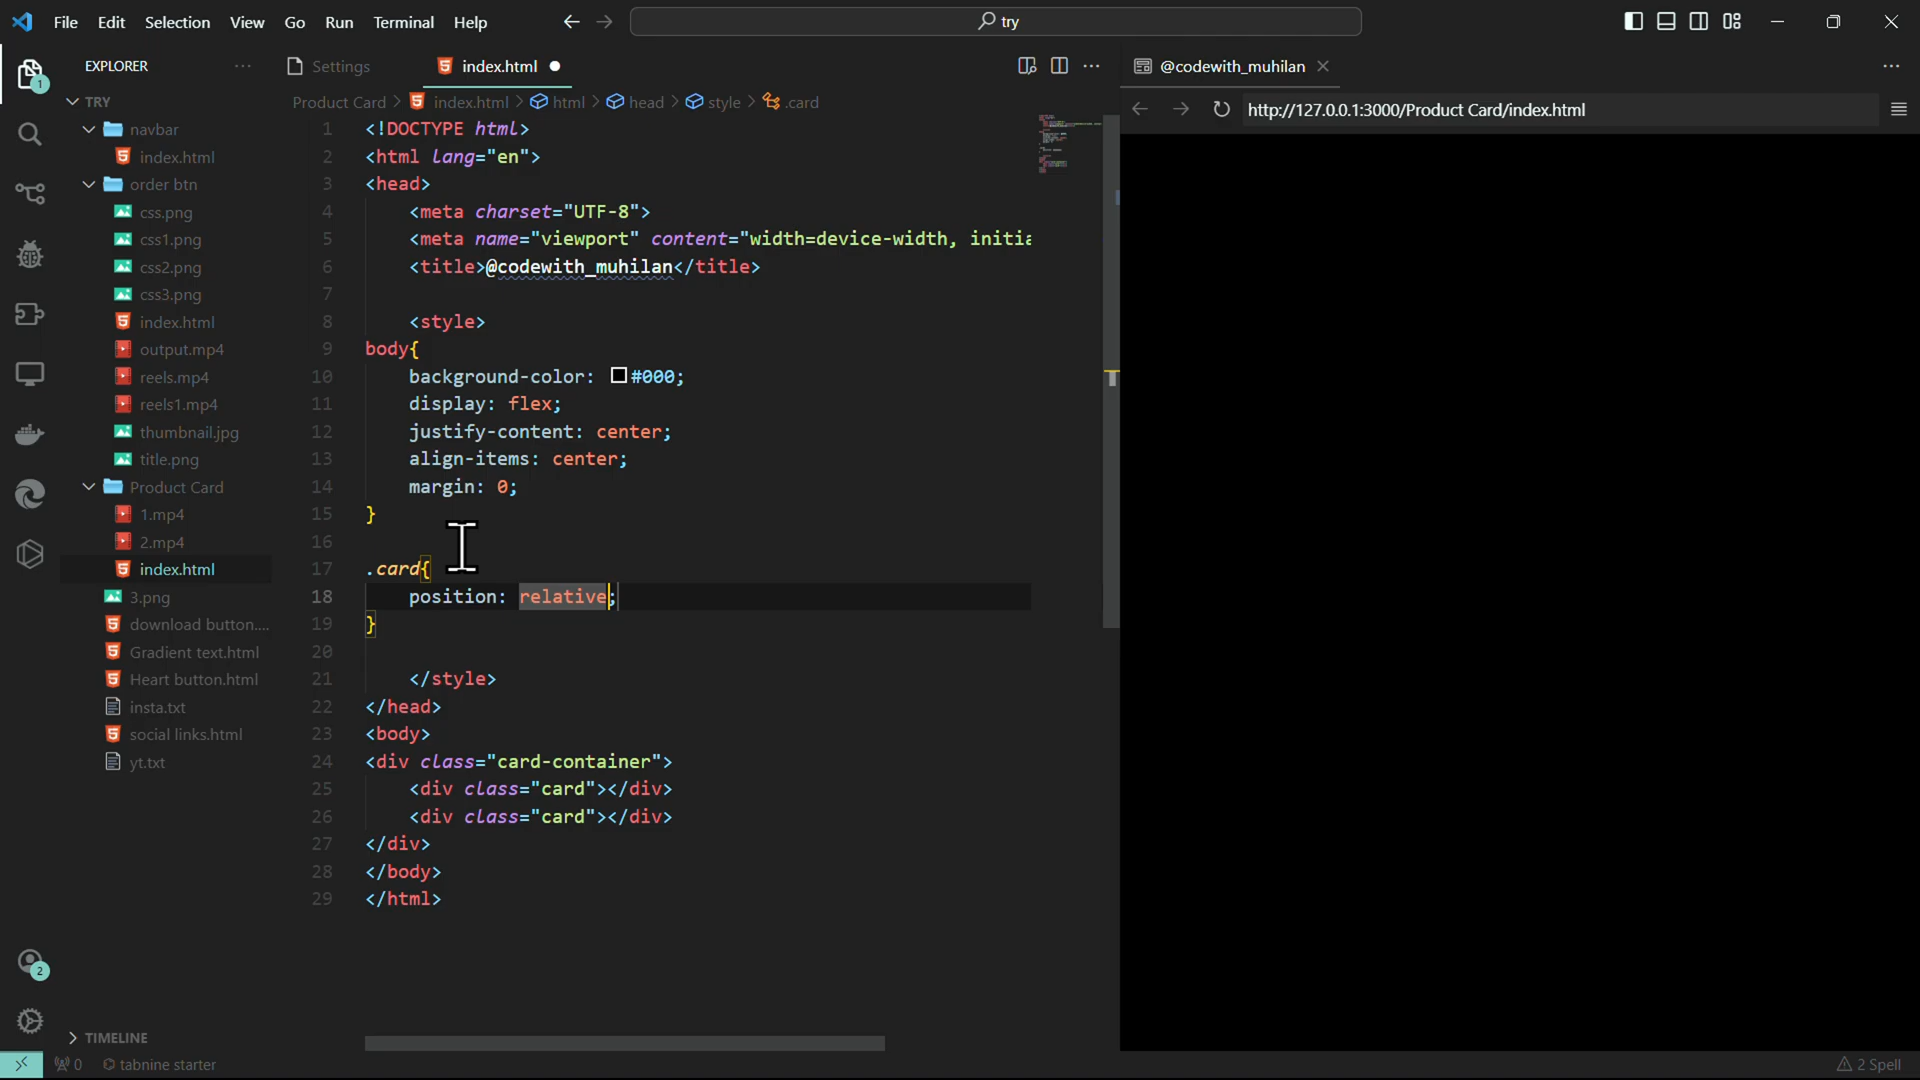 File Edit Selection View Go Run Terminal Help
try
EXPLORER
Settings
index.html
@codewith_muhilan
http://127.0.0.1:3000/Product Card/index.html
Product Card > index.html > html > head > style > .card
TRY
navbar
index.html
order btn
css.png
css1.png
css2.png
css3.png
index.html
output.mp4
reels.mp4
reels1.mp4
thumbnail.jpg
title.png
Product Card
1.mp4
2.mp4
index.html
3.png
download button....
Gradient text.html
Heart button.html
insta.txt
social links.html
yt.txt
TIMELINE
1
2
1 <!DOCTYPE html>
2 <html lang="en">
3 <head>
4 <meta charset="UTF-8">
5 <meta name="viewport" content="width=device-width, initia
6 <title>@codewith_muhilan</title>
7
8 <style>
9 body{
10 background-color: #000;
11 display: flex;
12 justify-content: center;
13 align-items: center;
14 margin: 0;
15 }
16
17 .card{
18 position: relative;
19 }
20
21 </style>
22 </head>
23 <body>
24 <div class="card-container">
25 <div class="card"></div>
26 <div class="card"></div>
27 </div>
28 </body>
29 </html>
0 tabnine starter
2 Spell